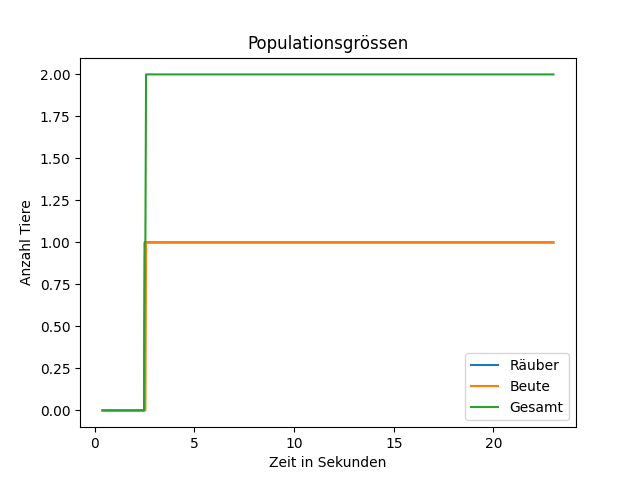 Populationsgrössen
Anzahl Tiere
2.00
1.75
1.50
1.25
1.00
0.75
0.50
0.25
0.00
Räuber
Beute
Gesamt
0 5 10 15 20
Zeit in Sekunden